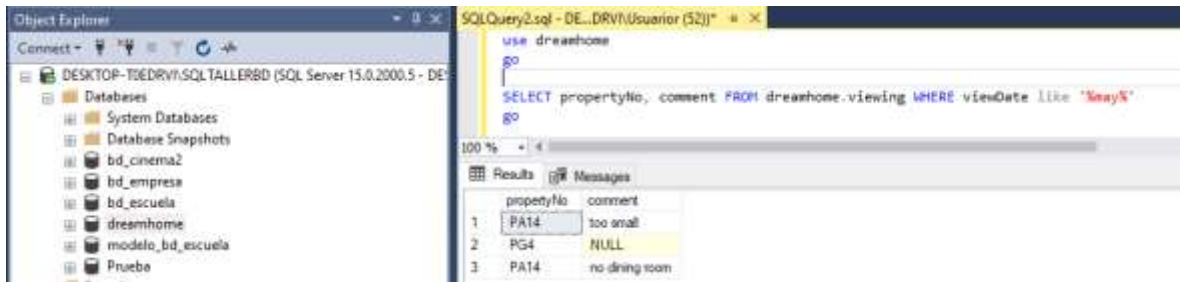 Object Explorer
Connect
DESKTOP-T0EDRVI\SQLTALLERBD (SQL Server 15.0.2000.5 - DE
Databases
System Databases
Database Snapshots
bd_cinema2
bd_empresa
bd_escuela
dreamhome
modelo_bd_escuela
Prueba
SQLQuery2.sql - DE...DRVI\Usuarior (52))*
use dreamhome
go
SELECT propertyNo, comment FROM dreamhome.viewing WHERE viewDate like '%may%'
go
100 %
Results Messages
propertyNo comment
1 PA14 too small
2 PG4 NULL
3 PA14 no dining room